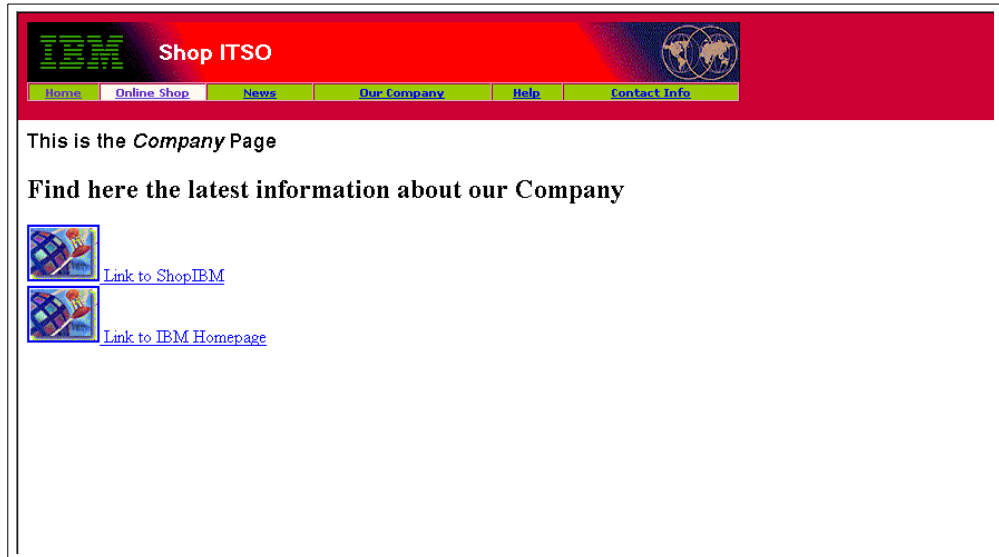 IBM Shop ITSO
Home Online Shop News Our Company Help Contact Info
This is the Company Page
Find here the latest information about our Company
Link to ShopIBM
Link to IBM Homepage